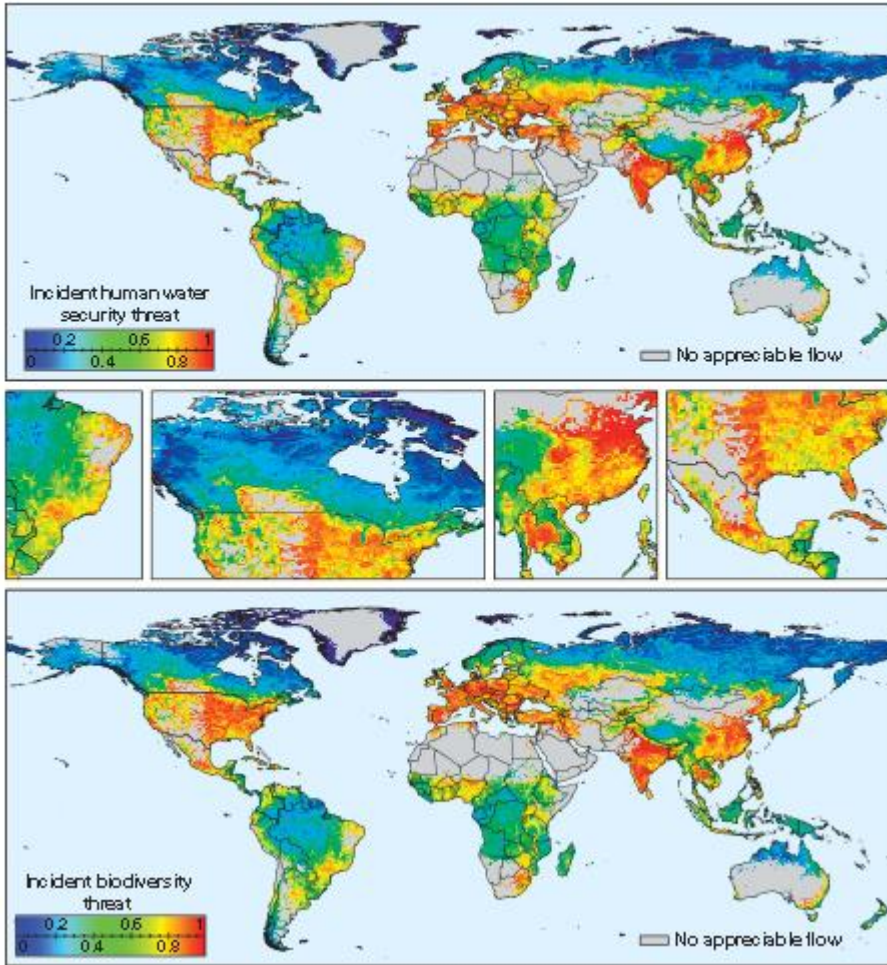 Incident human water
security threat
0.2 0.6 1
0 0.4 0.8
No appreciable flow
Incident biodiversity
threat
0.2 0.6 1
0 0.4 0.8
No appreciable flow